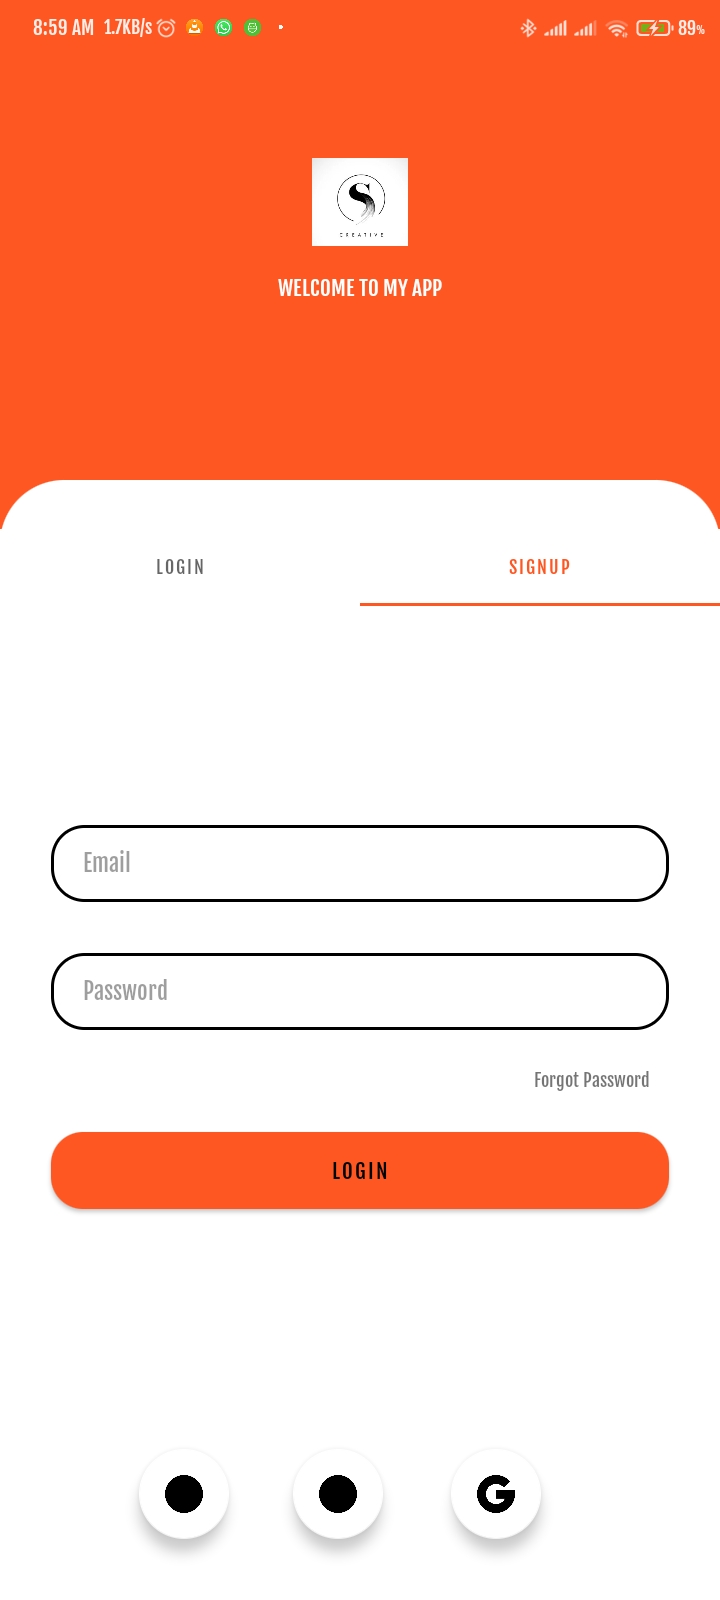 8:59 AM 1.7KB/s 89%
S
CREATIVE
WELCOME TO MY APP
LOGIN SIGNUP
Email
Password
Forgot Password
LOGIN
G